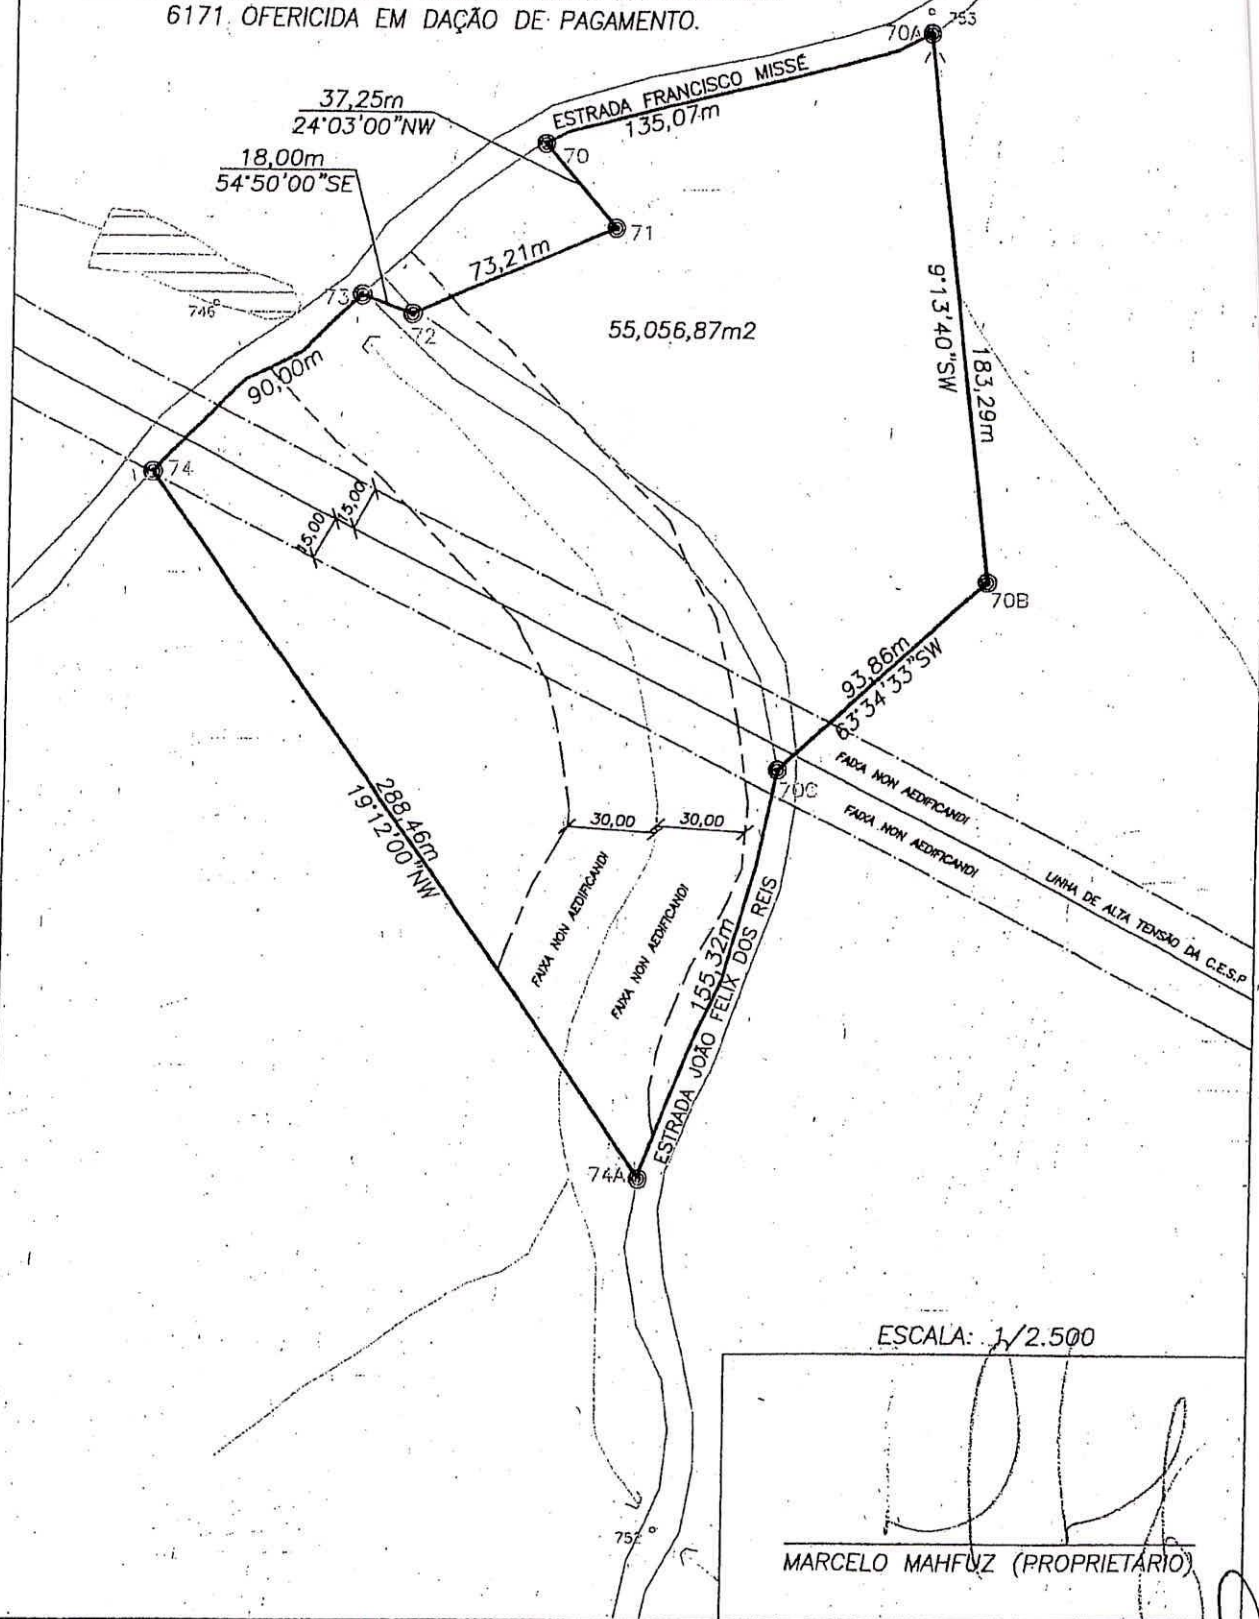 6171 OFERICIDA EM DAÇÃO DE PAGAMENTO.
753
70A
ESTRADA FRANCISCO MISSÉ
135,07m
37,25m
24°03'00"NW
70
18,00m
54°50'00"SE
71
73,21m
73
72
746
55,056,87m2
9°13'40"SW
183,29m
90,00m
74
15,00
15,00
70B
93,86m
63°34'33"SW
70C
FAIXA NON AEDIFICANDI
FAIXA NON AEDIFICANDI
LINHA DE ALTA TENSÃO DA C.E.S.P
288,46m
19°12'00"NW
30,00
30,00
FAIXA NON AEDIFICANDI
FAIXA NON AEDIFICANDI
155,32m
ESTRADA JOÃO FELIX DOS REIS
74A
ESCALA: 1/2.500
752
MARCELO MAHFUZ (PROPRIETÁRIO)